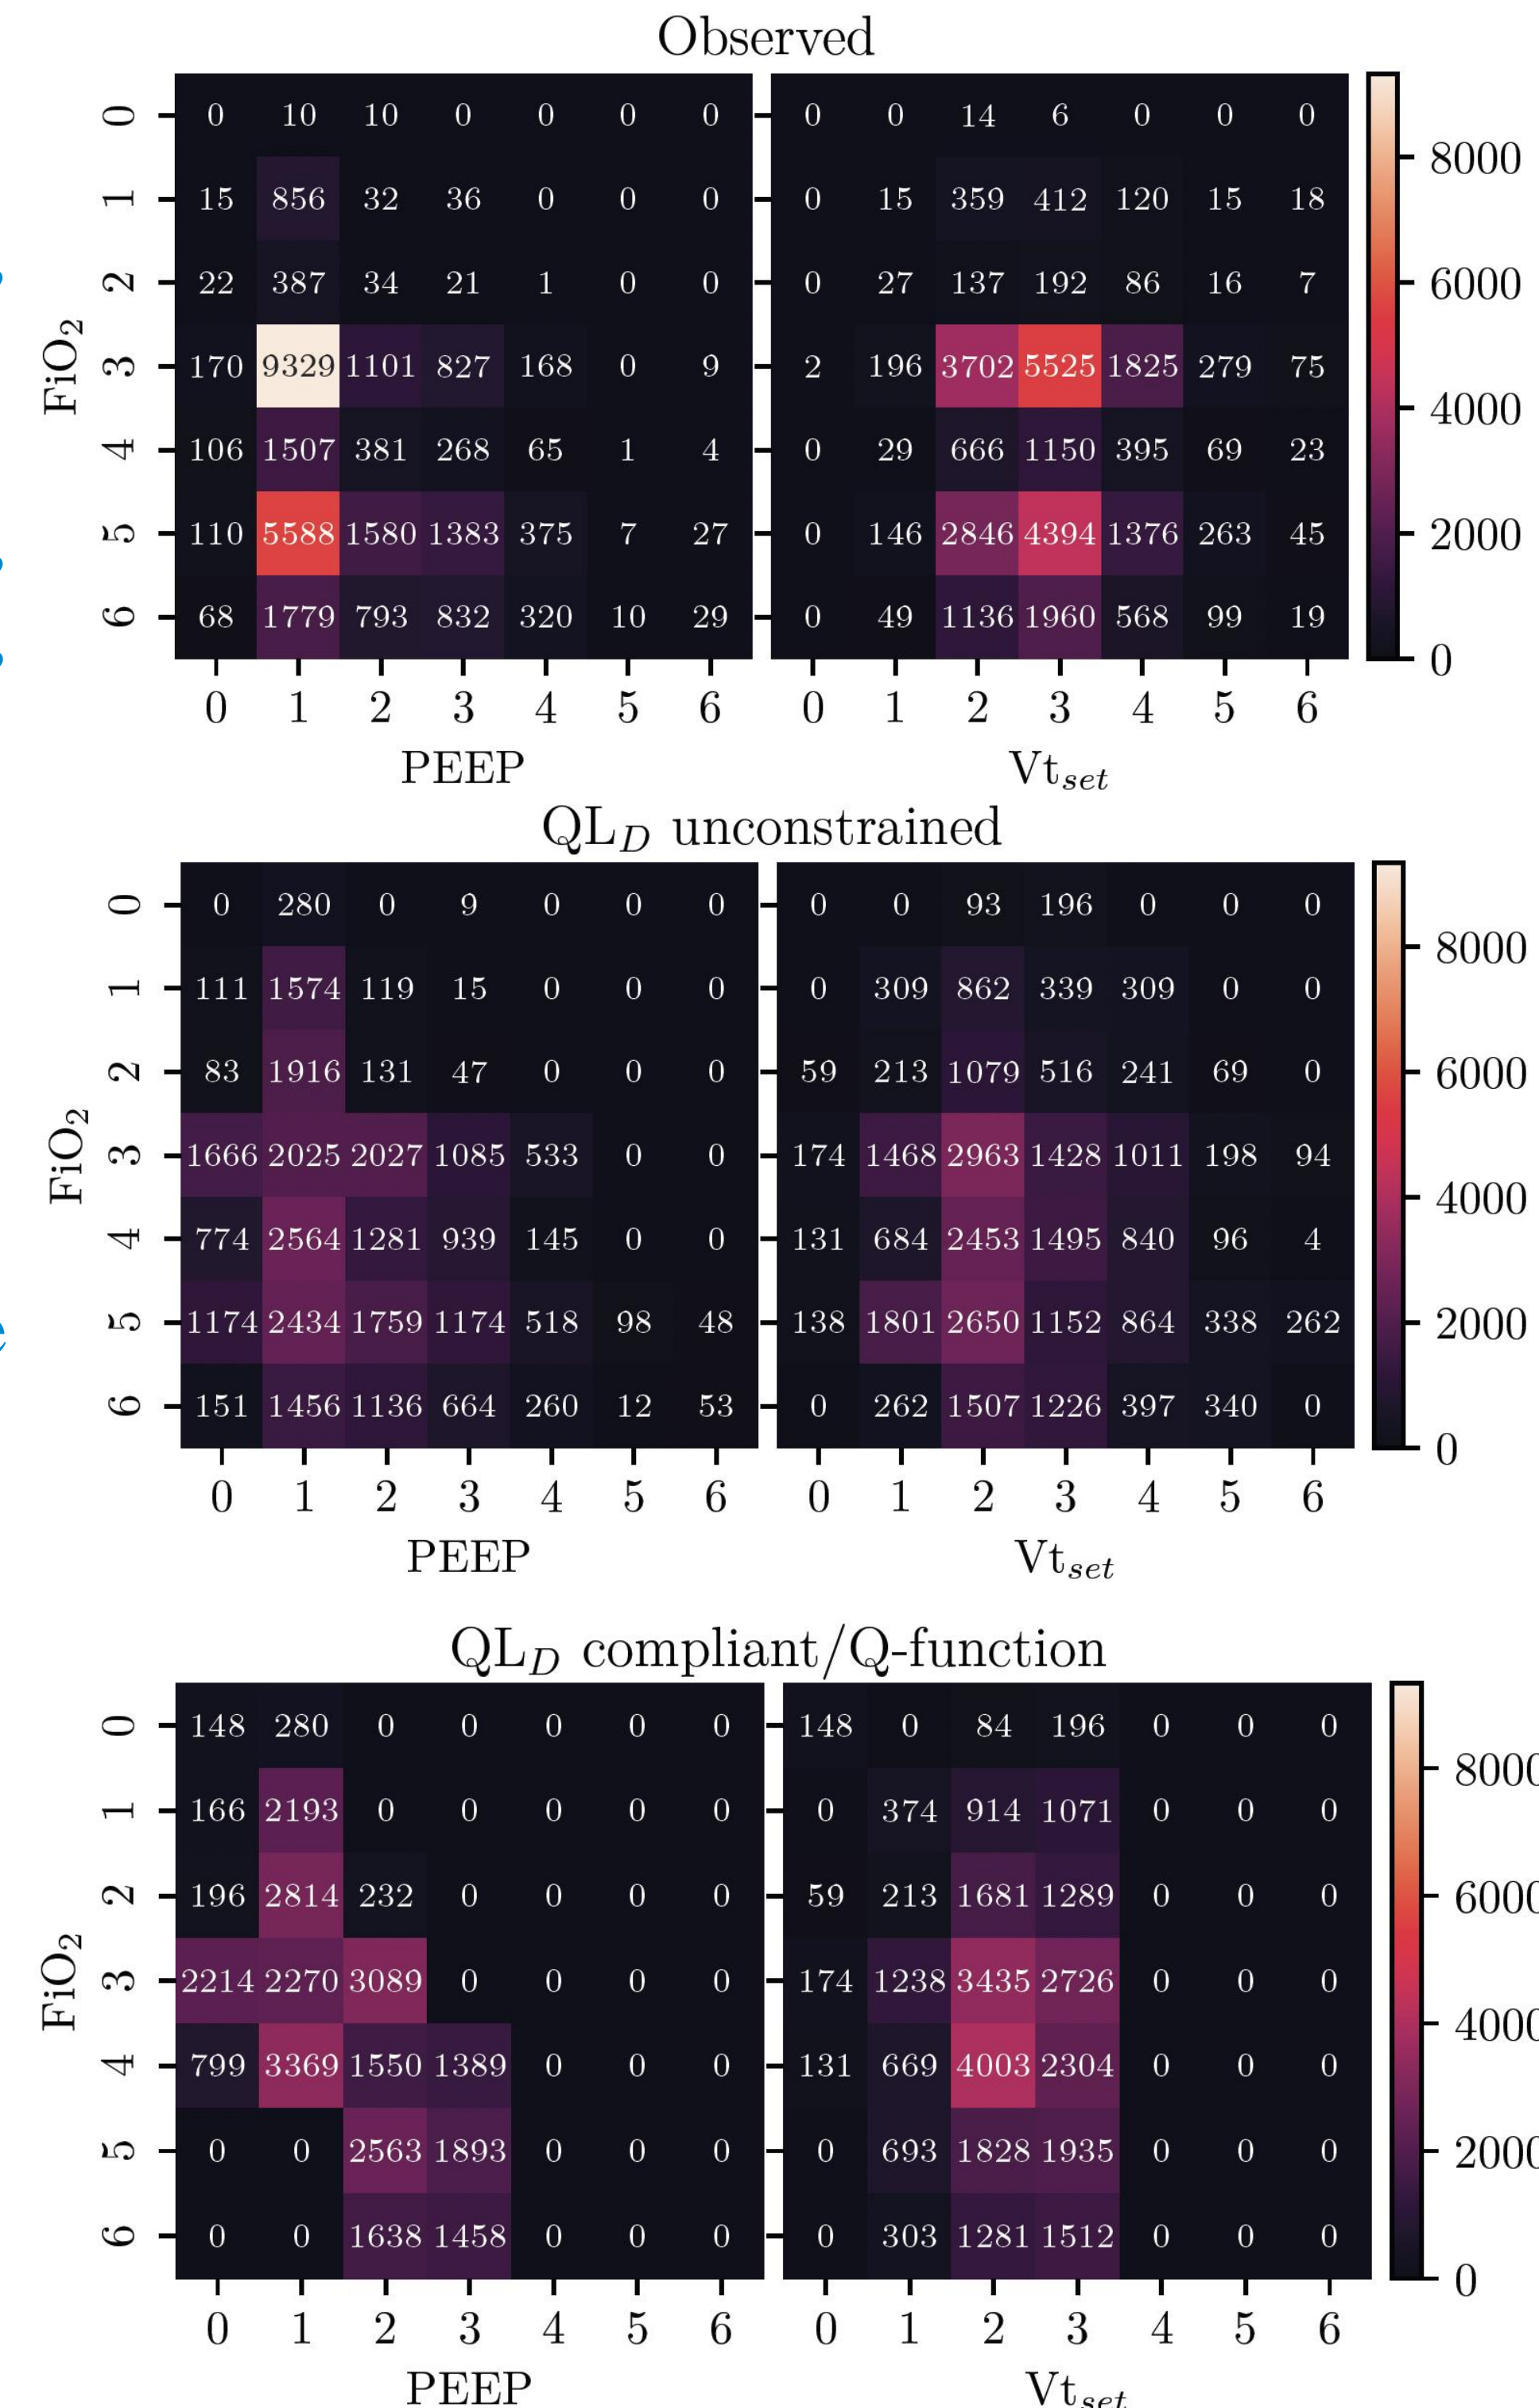 Observed
0 0 10 10 0 0 0 0 0 0 14 6 0 0 0
1 15 856 32 36 0 0 0 0 15 359 412 120 15 18
2 22 387 34 21 1 0 0 0 27 137 192 86 16 7
3 170 9329 1101 827 168 0 9 2 196 3702 5525 1825 279 75
4 106 1507 381 268 65 1 4 0 29 666 1150 395 69 23
5 110 5588 1580 1383 375 7 27 0 146 2846 4394 1376 263 45
6 68 1779 793 832 320 10 29 0 49 1136 1960 568 99 19
FiO2
0 1 2 3 4 5 6 0 1 2 3 4 5 6
PEEP Vtset
8000
6000
4000
2000
0
QLD unconstrained
0 0 280 0 9 0 0 0 0 0 93 196 0 0 0
1 111 1574 119 15 0 0 0 0 309 862 339 309 0 0
2 83 1916 131 47 0 0 0 59 213 1079 516 241 69 0
3 1666 2025 2027 1085 533 0 0 174 1468 2963 1428 1011 198 94
4 774 2564 1281 939 145 0 0 131 684 2453 1495 840 96 4
5 1174 2434 1759 1174 518 98 48 138 1801 2650 1152 864 338 262
6 151 1456 1136 664 260 12 53 0 262 1507 1226 397 340 0
FiO2
0 1 2 3 4 5 6 0 1 2 3 4 5 6
PEEP Vtset
8000
6000
4000
2000
0
QLD compliant/Q-function
0 148 280 0 0 0 0 0 148 0 84 196 0 0 0
1 166 2193 0 0 0 0 0 0 374 914 1071 0 0 0
2 196 2814 232 0 0 0 0 59 213 1681 1289 0 0 0
3 2214 2270 3089 0 0 0 0 174 1238 3435 2726 0 0 0
4 799 3369 1550 1389 0 0 0 131 669 4003 2304 0 0 0
5 0 0 2563 1893 0 0 0 0 693 1828 1935 0 0 0
6 0 0 1638 1458 0 0 0 0 303 1281 1512 0 0 0
FiO2
0 1 2 3 4 5 6 0 1 2 3 4 5 6
PEEP Vtset
8000
6000
4000
2000
0